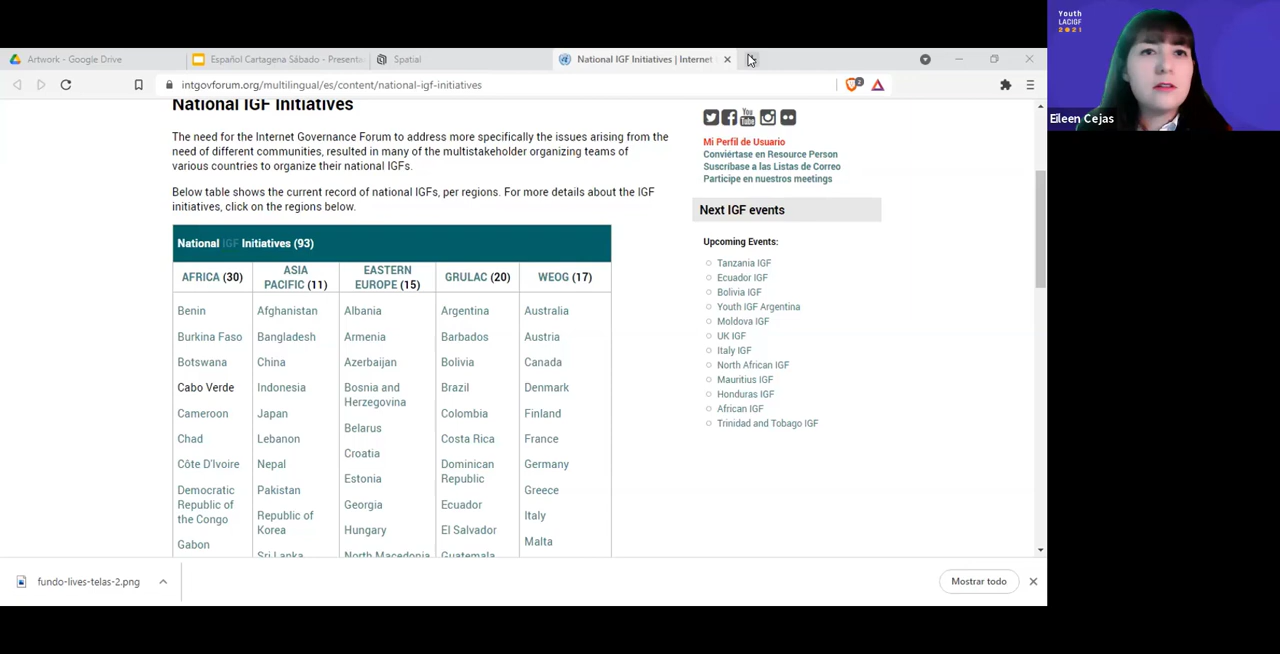 Artwork - Google Drive
Español Cartagena Sábado - Presenta
Spatial
National IGF Initiatives | Internet
intgovforum.org/multilingual/es/content/national-igf-initiatives
2
Youth
LACIGF
2021
Eileen Cejas
National IGF Initiatives
The need for the Internet Governance Forum to address more specifically the issues arising from the
need of different communities, resulted in many of the multistakeholder organizing teams of
various countries to organize their national IGFs.
Below table shows the current record of national IGFs, per regions. For more details about the IGF
initiatives, click on the regions below.
National IGF Initiatives (93)
AFRICA (30)
ASIA
PACIFIC (11)
EASTERN
EUROPE (15)
GRULAC (20)
WEOG (17)
Benin
Burkina Faso
Botswana
Cabo Verde
Cameroon
Chad
Côte D'Ivoire
Democratic
Republic of
the Congo
Gabon
Afghanistan
Bangladesh
China
Indonesia
Japan
Lebanon
Nepal
Pakistan
Republic of
Korea
Sri Lanka
Albania
Armenia
Azerbaijan
Bosnia and
Herzegovina
Belarus
Croatia
Estonia
Georgia
Hungary
North Macedonia
Argentina
Barbados
Bolivia
Brazil
Colombia
Costa Rica
Dominican
Republic
Ecuador
El Salvador
Guatemala
Australia
Austria
Canada
Denmark
Finland
France
Germany
Greece
Italy
Malta
You
Tube
Mi Perfil de Usuario
Conviértase en Resource Person
Suscríbase a las Listas de Correo
Participe en nuestros meetings
Next IGF events
Upcoming Events:
Tanzania IGF
Ecuador IGF
Bolivia IGF
Youth IGF Argentina
Moldova IGF
UK IGF
Italy IGF
North African IGF
Mauritius IGF
Honduras IGF
African IGF
Trinidad and Tobago IGF
fundo-lives-telas-2.png
Mostrar todo